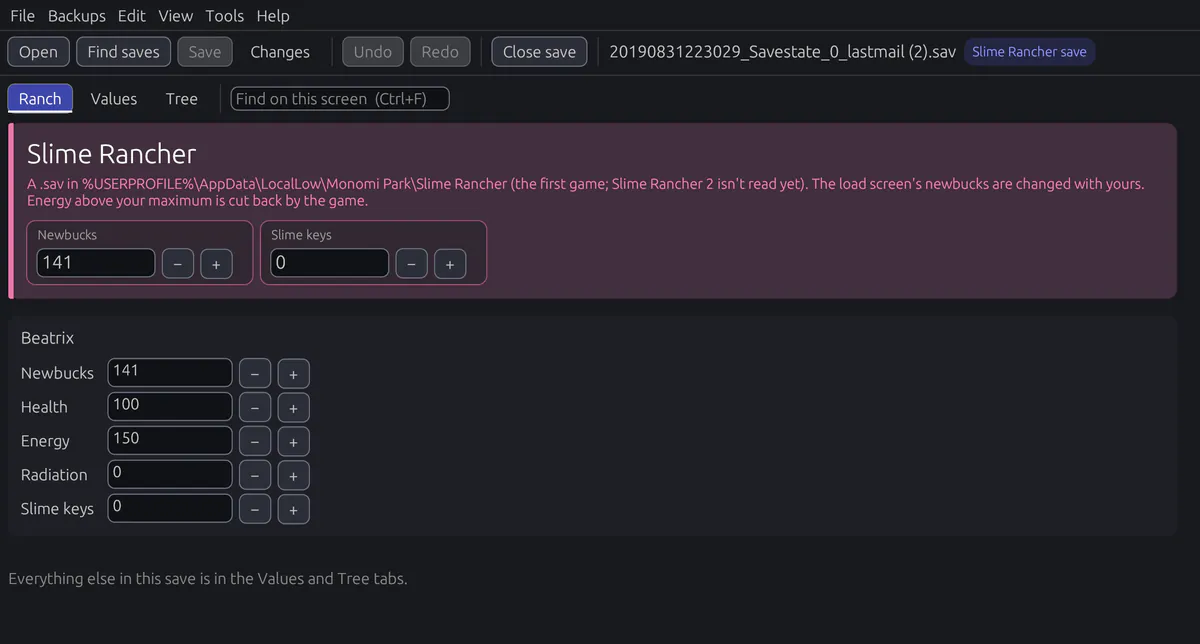 File Backups Edit View Tools Help
Open Find saves Save Changes Undo Redo Close save 20190831223029_Savestate_0_lastmail (2).sav Slime Rancher save
Ranch Values Tree Find on this screen (Ctrl+F)
Slime Rancher
A .sav in %USERPROFILE%\AppData\LocalLow\Monomi Park\Slime Rancher (the first game; Slime Rancher 2 isn't read yet). The load screen's newbucks are changed with yours.
Energy above your maximum is cut back by the game.
Newbucks Slime keys
141 − + 0 − +
Beatrix
Newbucks 141 − +
Health 100 − +
Energy 150 − +
Radiation 0 − +
Slime keys 0 − +
Everything else in this save is in the Values and Tree tabs.